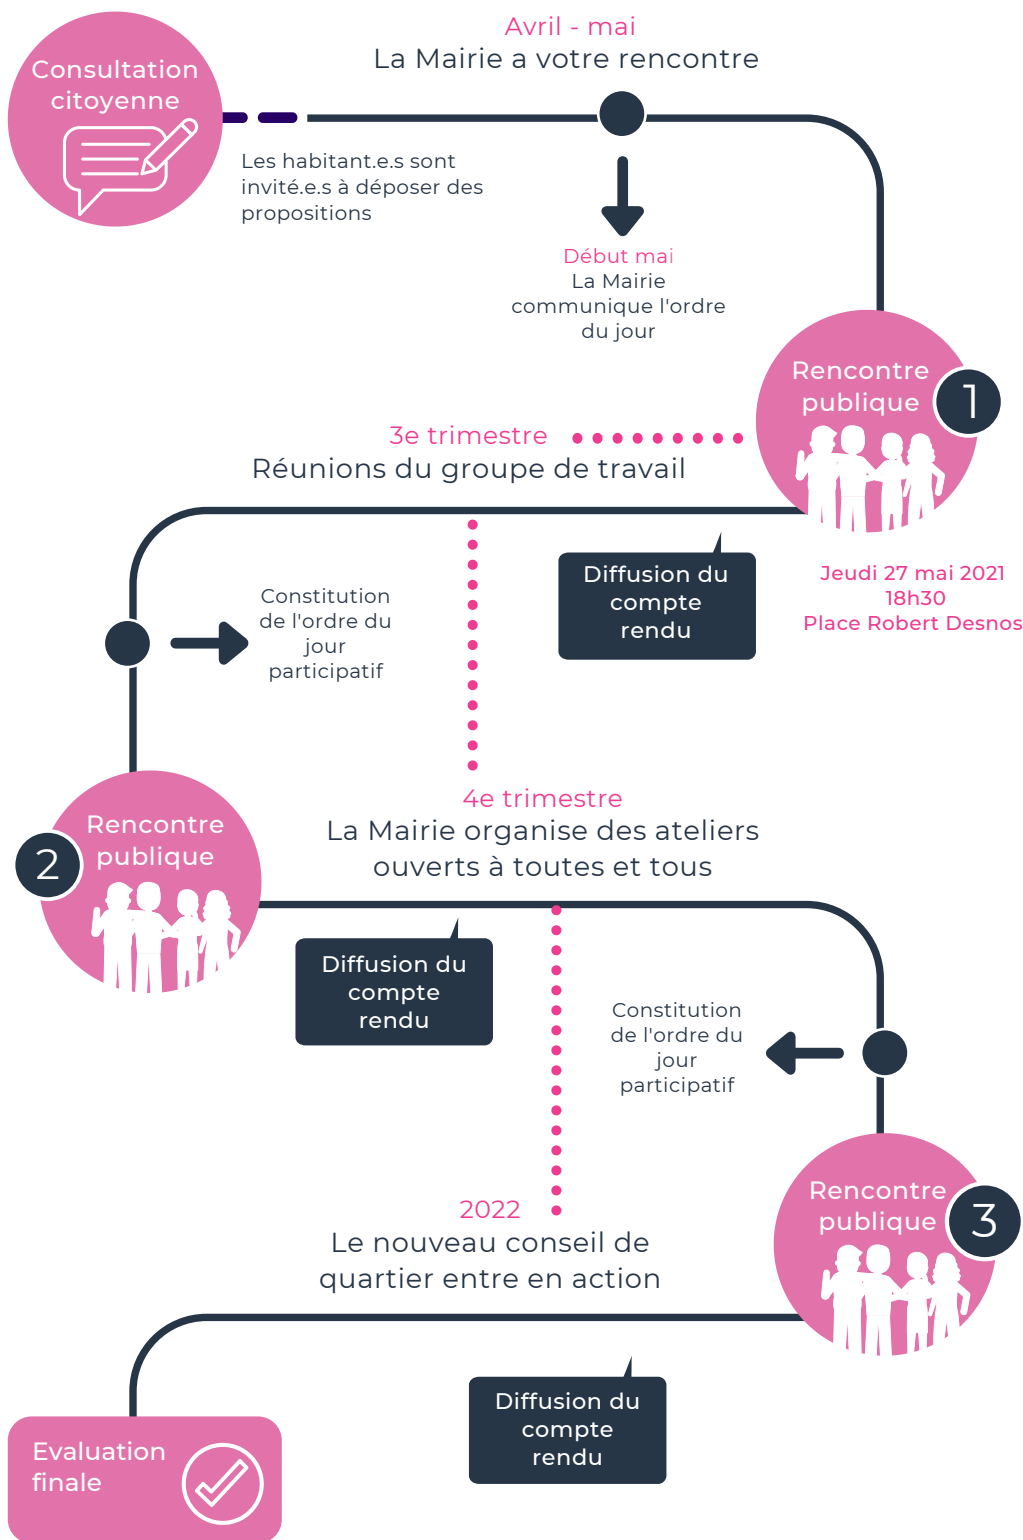 Avril - mai
La Mairie a votre rencontre
Consultation
citoyenne
Les habitant.e.s sont
invité.e.s à déposer des
propositions
Début mai
La Mairie
communique l'ordre
du jour
Rencontre
publique
1
3e trimestre
Réunions du groupe de travail
Diffusion du
compte
rendu
Jeudi 27 mai 2021
18h30
Place Robert Desnos
Constitution
de l'ordre du
jour
participatif
4e trimestre
La Mairie organise des ateliers
ouverts à toutes et tous
Rencontre
publique
2
Diffusion du
compte
rendu
Constitution
de l'ordre du
jour
participatif
Rencontre
publique
3
2022
Le nouveau conseil de
quartier entre en action
Diffusion du
compte
rendu
Evaluation
finale